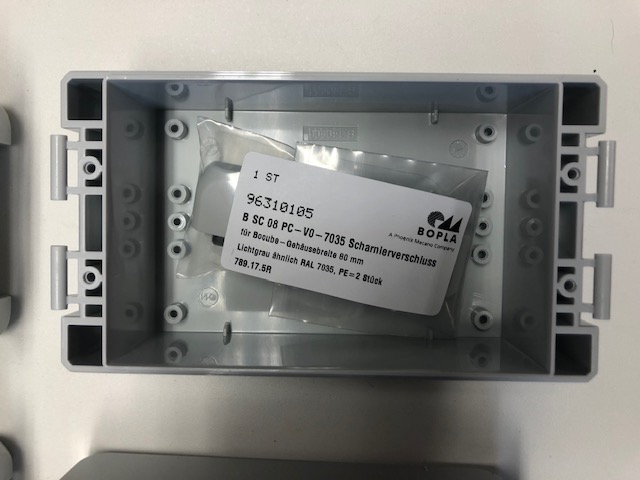 1 ST
96310105
B SC 08 PC-V0-7035 Scharnierverschluss
für Bocube-Gehäusebreite 80 mm
Lichtgrau ähnlich RAL 7035, PE=2 Stück
789.17.5R
BOPLA
A Phoenix Mecano Company